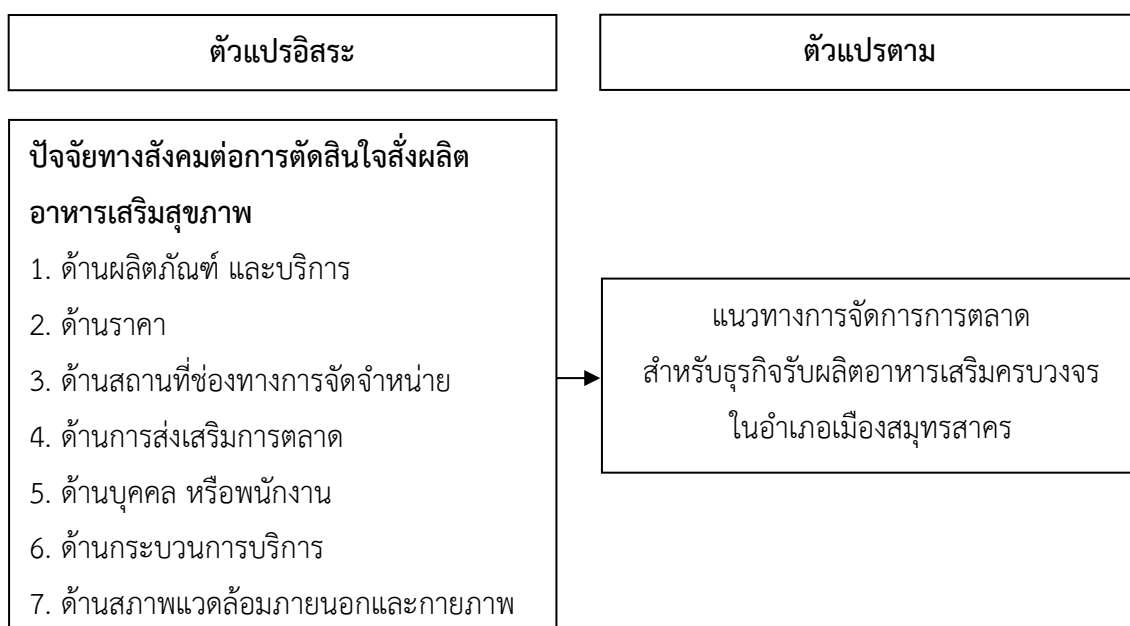 ตัวแปรอิสระ
ตัวแปรตาม
ปัจจัยทางสังคมต่อการตัดสินใจสั่งผลิต
อาหารเสริมสุขภาพ
1. ด้านผลิตภัณฑ์ และบริการ
2. ด้านราคา
3. ด้านสถานที่ช่องทางการจัดจำหน่าย
4. ด้านการส่งเสริมการตลาด
5. ด้านบุคคล หรือพนักงาน
6. ด้านกระบวนการบริการ
7. ด้านสภาพแวดล้อมภายนอกและกายภาพ
แนวทางการจัดการการตลาด
สำหรับธุรกิจรับผลิตอาหารเสริมครบวงจร
ในอำเภอเมืองสมุทรสาคร